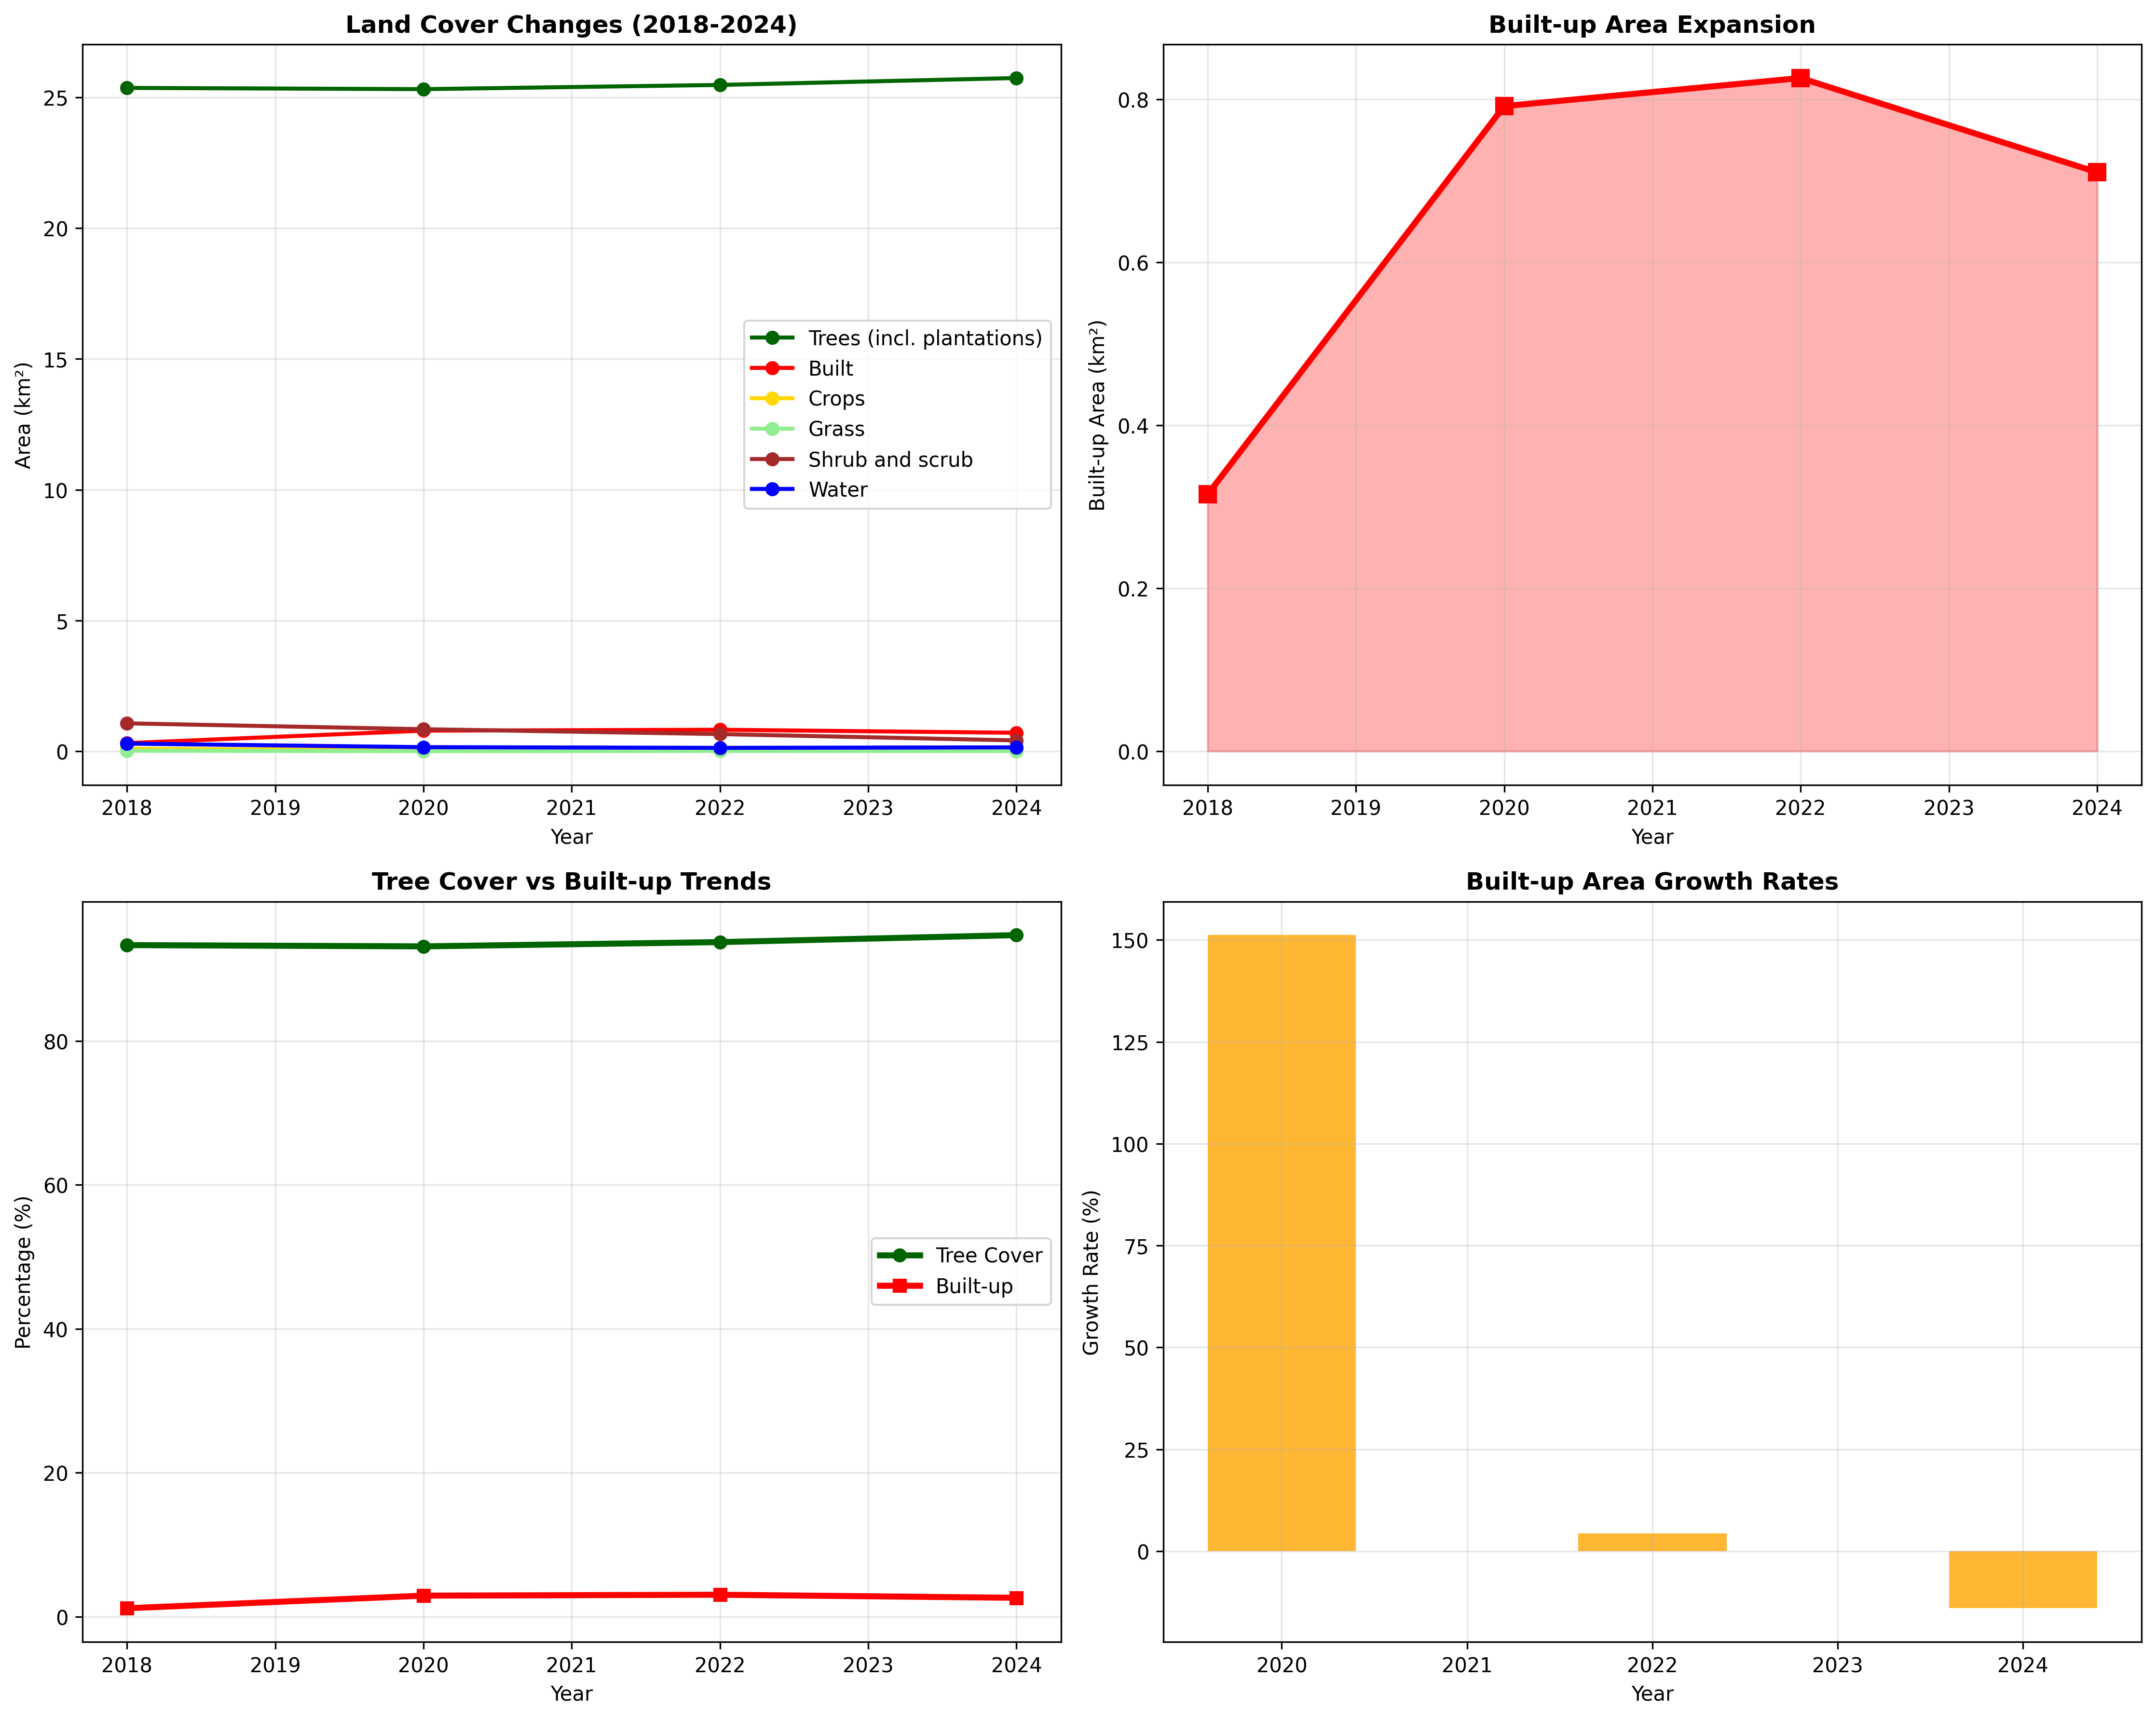 Land Cover Changes (2018-2024)
Area (km²)
25
20
15
10
5
0
Trees (incl. plantations)
Built
Crops
Grass
Shrub and scrub
Water
2018 2019 2020 2021 2022 2023 2024
Year
Built-up Area Expansion
Built-up Area (km²)
0.8
0.6
0.4
0.2
0.0
2018 2019 2020 2021 2022 2023 2024
Year
Tree Cover vs Built-up Trends
Percentage (%)
80
60
40
20
0
Tree Cover
Built-up
2018 2019 2020 2021 2022 2023 2024
Year
Built-up Area Growth Rates
Growth Rate (%)
150
125
100
75
50
25
0
2020 2021 2022 2023 2024
Year